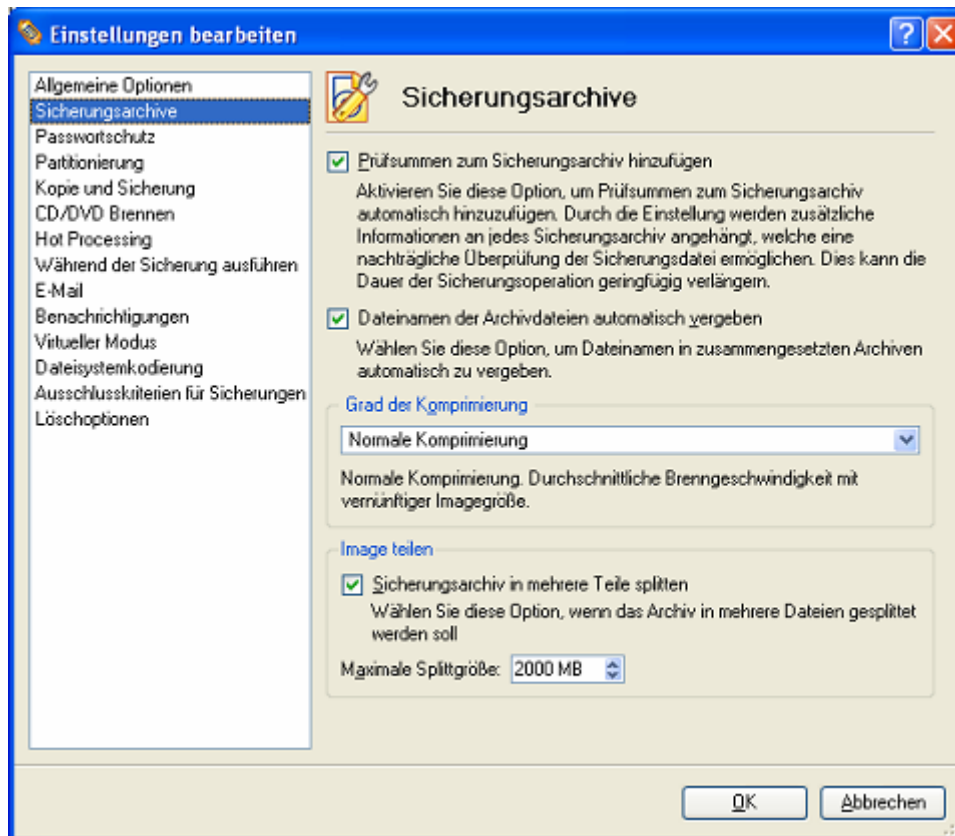 Einstellungen bearbeiten
Allgemeine Optionen
Sicherungsarchive
Passwortschutz
Partitionierung
Kopie und Sicherung
CD/DVD Brennen
Hot Processing
Während der Sicherung ausführen
E-Mail
Benachrichtigungen
Virtueller Modus
Dateisystemkodierung
Ausschlusskriterien für Sicherungen
Löschoptionen
Sicherungsarchive
Prüfsummen zum Sicherungsarchiv hinzufügen
Aktivieren Sie diese Option, um Prüfsummen zum Sicherungsarchiv
automatisch hinzuzufügen. Durch die Einstellung werden zusätzliche
Informationen an jedes Sicherungsarchiv angehängt, welche eine
nachträgliche Überprüfung der Sicherungsdatei ermöglichen. Dies kann die
Dauer der Sicherungsoperation geringfügig verlängern.
Dateinamen der Archivdateien automatisch vergeben
Wählen Sie diese Option, um Dateinamen in zusammengesetzten Archiven
automatisch zu vergeben.
Grad der Komprimierung
Normale Komprimierung
Normale Komprimierung. Durchschnittliche Brenngeschwindigkeit mit
vernünftiger Imagegröße.
Image teilen
Sicherungsarchiv in mehrere Teile splitten
Wählen Sie diese Option, wenn das Archiv in mehrere Dateien gesplittet
werden soll
Maximale Splittgröße: 2000 MB
OK Abbrechen